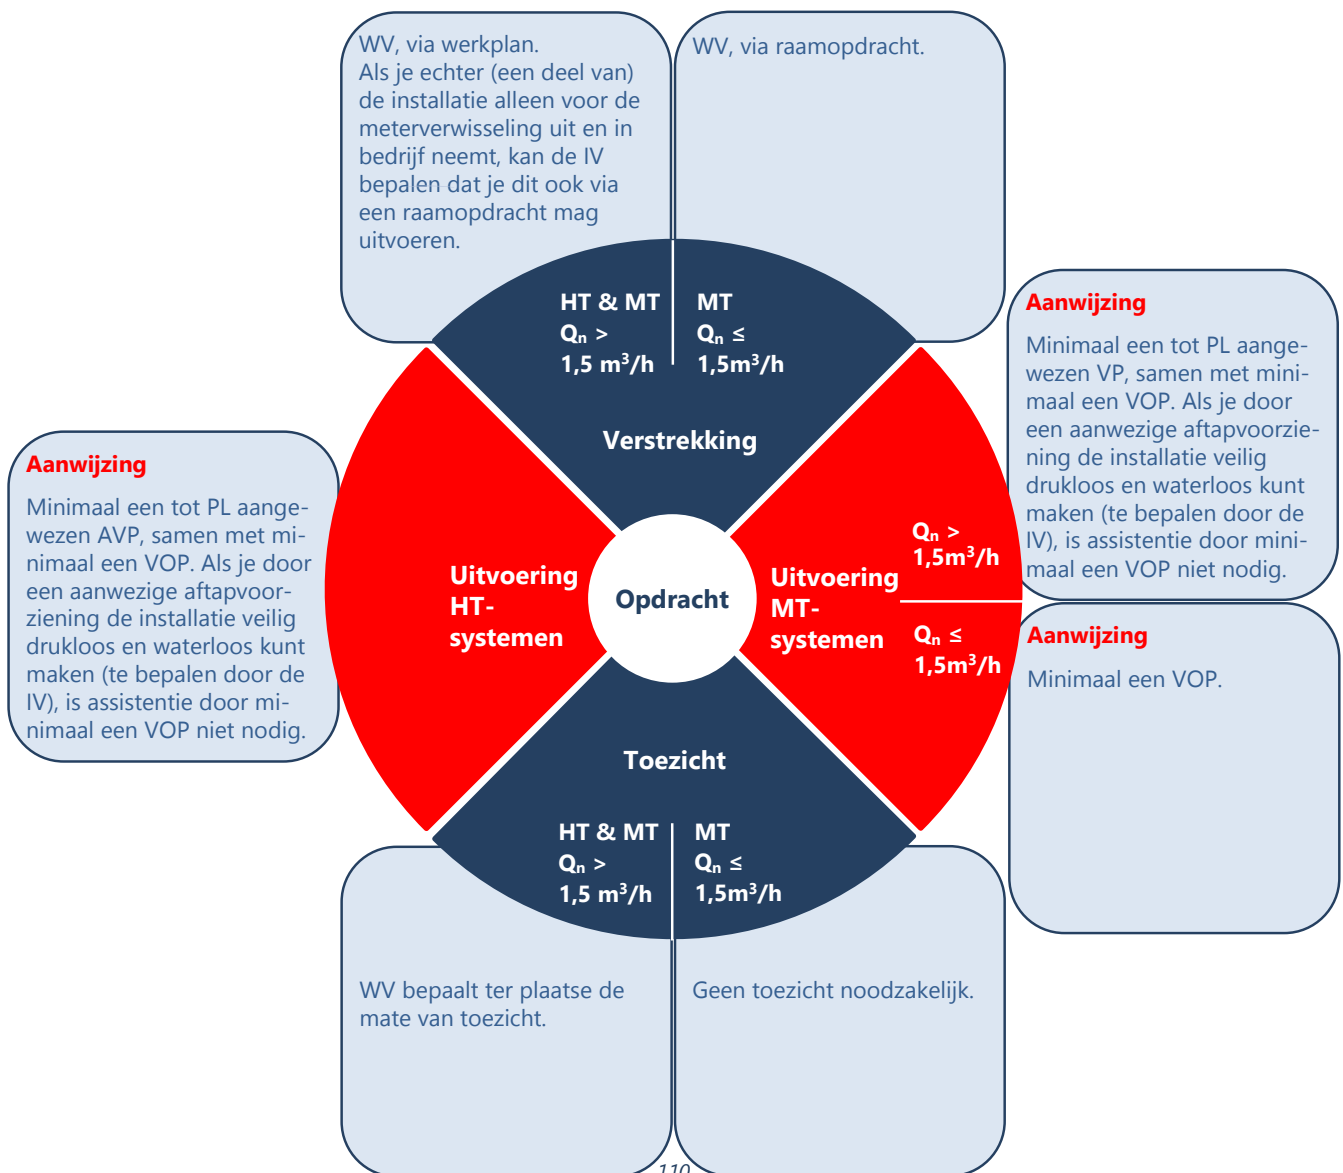 WV, via werkplan.
Als je echter (een deel van)
de installatie alleen voor de
meterverwisseling uit en in
bedrijf neemt, kan de IV
bepalen dat je dit ook via
een raamopdracht mag
uitvoeren.
WV, via raamopdracht.
HT & MT
Qₙ >
1,5 m³/h
MT
Qₙ ≤
1,5m³/h
Verstrekking
Aanwijzing
Minimaal een tot PL aange-
wezen AVP, samen met mi-
nimaal een VOP. Als je door
een aanwezige aftapvoor-
ziening de installatie veilig
drukloos en waterloos kunt
maken (te bepalen door de
IV), is assistentie door mi-
nimaal een VOP niet nodig.
Uitvoering
HT-
systemen
Opdracht
Uitvoering
MT-
systemen
Qₙ >
1,5m³/h
Qₙ ≤
1,5m³/h
Aanwijzing
Minimaal een tot PL aange-
wezen VP, samen met mini-
maal een VOP. Als je door
een aanwezige aftapvoorzie-
ning de installatie veilig
drukloos en waterloos kunt
maken (te bepalen door de
IV), is assistentie door mini-
maal een VOP niet nodig.
Aanwijzing
Minimaal een VOP.
Toezicht
HT & MT
Qₙ >
1,5 m³/h
MT
Qₙ ≤
1,5m³/h
WV bepaalt ter plaatse de
mate van toezicht.
Geen toezicht noodzakelijk.
110